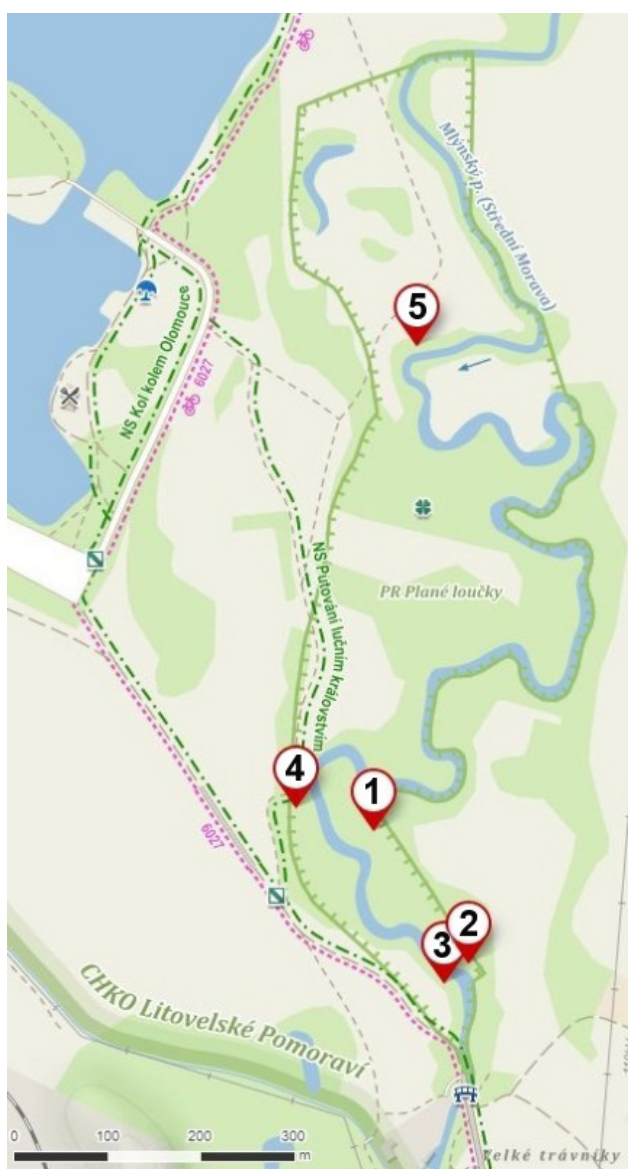 Mlýnský p. (Střední Morava)
5
NS Kol kolem Olomouce
6027
NS Putování lučním královstvím
PR Plané loučky
4
1
6027
2
3
CHKO Litovelské Pomoraví
0 100 200 300
m
Velké trávníky